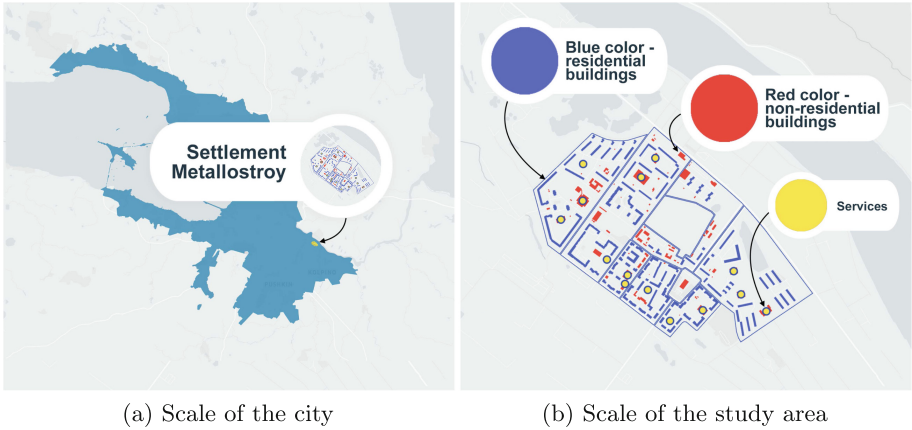 Settlement
Metallostroy
Blue color -
residential
buildings
Red color -
non-residential
buildings
Services
(a) Scale of the city
(b) Scale of the study area